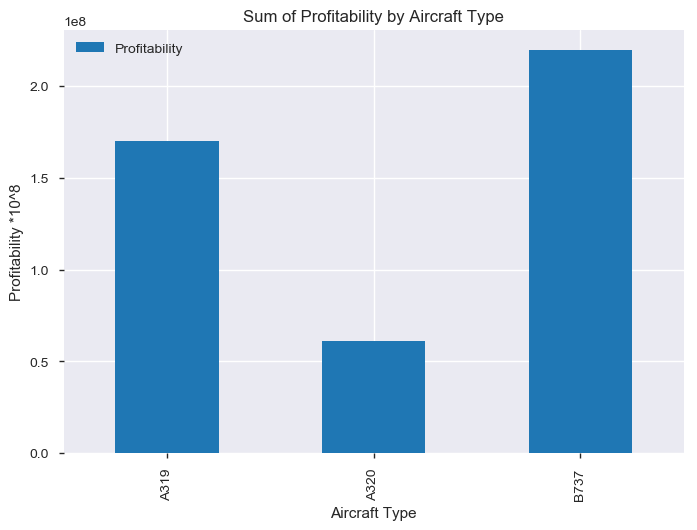 Sum of Profitability by Aircraft Type
1e8
Profitability
2.0
1.5
1.0
0.5
0.0
Profitability *10^8
A319
A320
B737
Aircraft Type